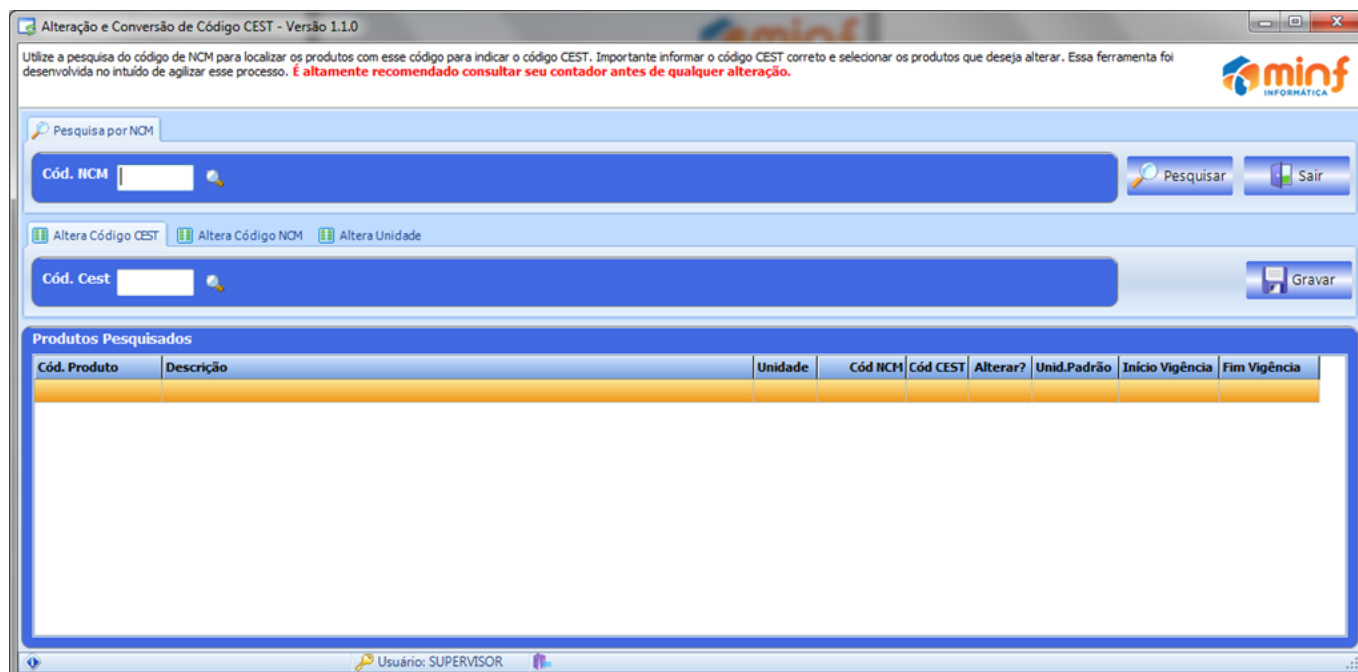 Alteração e Conversão de Código CEST - Versão 1.1.0
Utilize a pesquisa do código de NCM para localizar os produtos com esse código para indicar o código CEST. Importante informar o código CEST correto e selecionar os produtos que deseja alterar. Essa ferramenta foi
desenvolvida no intuído de agilizar esse processo. É altamente recomendado consultar seu contador antes de qualquer alteração.
minf
INFORMÁTICA
Pesquisa por NCM
Cód. NCM
Pesquisar
Sair
Altera Código CEST
Altera Código NCM
Altera Unidade
Cód. Cest
Gravar
Produtos Pesquisados
Cód. Produto Descrição Unidade Cód NCM Cód CEST Alterar? Unid.Padrão Início Vigência Fim Vigência
Usuário: SUPERVISOR